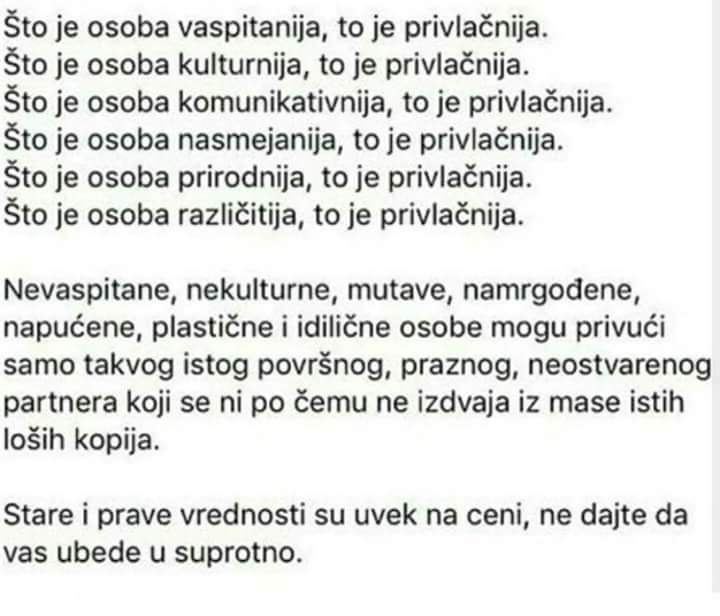 Što je osoba vaspitanija, to je privlačnija.
Što je osoba kulturnija, to je privlačnija.
Što je osoba komunikativnija, to je privlačnija.
Što je osoba nasmejanija, to je privlačnija.
Što je osoba prirodnija, to je privlačnija.
Što je osoba različitija, to je privlačnija.
Nevaspitane, nekulturne, mutave, namrgođene,
napućene, plastične i idilične osobe mogu privući
samo takvog istog površnog, praznog, neostvarenog
partnera koji se ni po čemu ne izdvaja iz mase istih
loših kopija.
Stare i prave vrednosti su uvek na ceni, ne dajte da
vas ubede u suprotno.